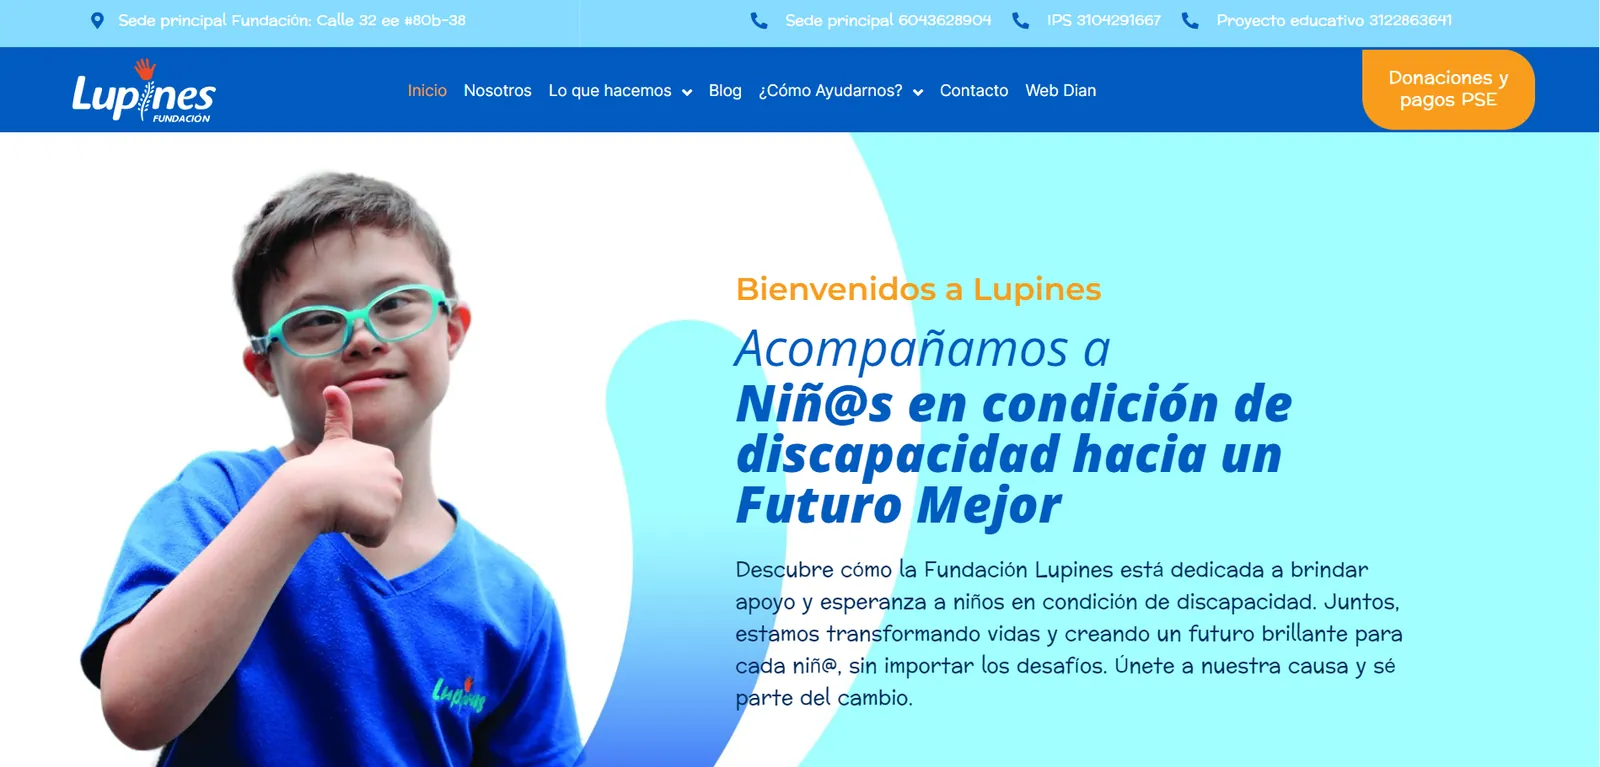 Sede principal Fundación: Calle 32 ee #80b-38
Sede principal 6043628904
IPS 3104291667
Proyecto educativo 3122863641
Lupines
FUNDACIÓN
Inicio
Nosotros
Lo que hacemos
Blog
¿Cómo Ayudarnos?
Contacto
Web Dian
Donaciones y
pagos PSE
Bienvenidos a Lupines
Acompañamos a
Niñ@s en condición de
discapacidad hacia un
Futuro Mejor
Descubre cómo la Fundación Lupines está dedicada a brindar
apoyo y esperanza a niños en condición de discapacidad. Juntos,
estamos transformando vidas y creando un futuro brillante para
cada niñ@, sin importar los desafíos. Únete a nuestra causa y sé
parte del cambio.
Lupines